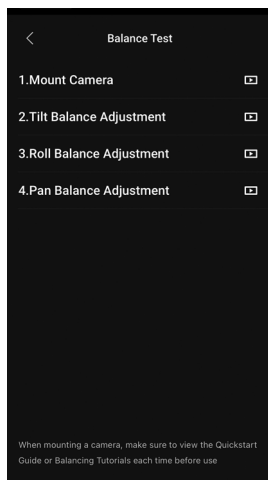 Balance Test
1.Mount Camera
2.Tilt Balance Adjustment
3.Roll Balance Adjustment
4.Pan Balance Adjustment
When mounting a camera, make sure to view the Quickstart
Guide or Balancing Tutorials each time before use